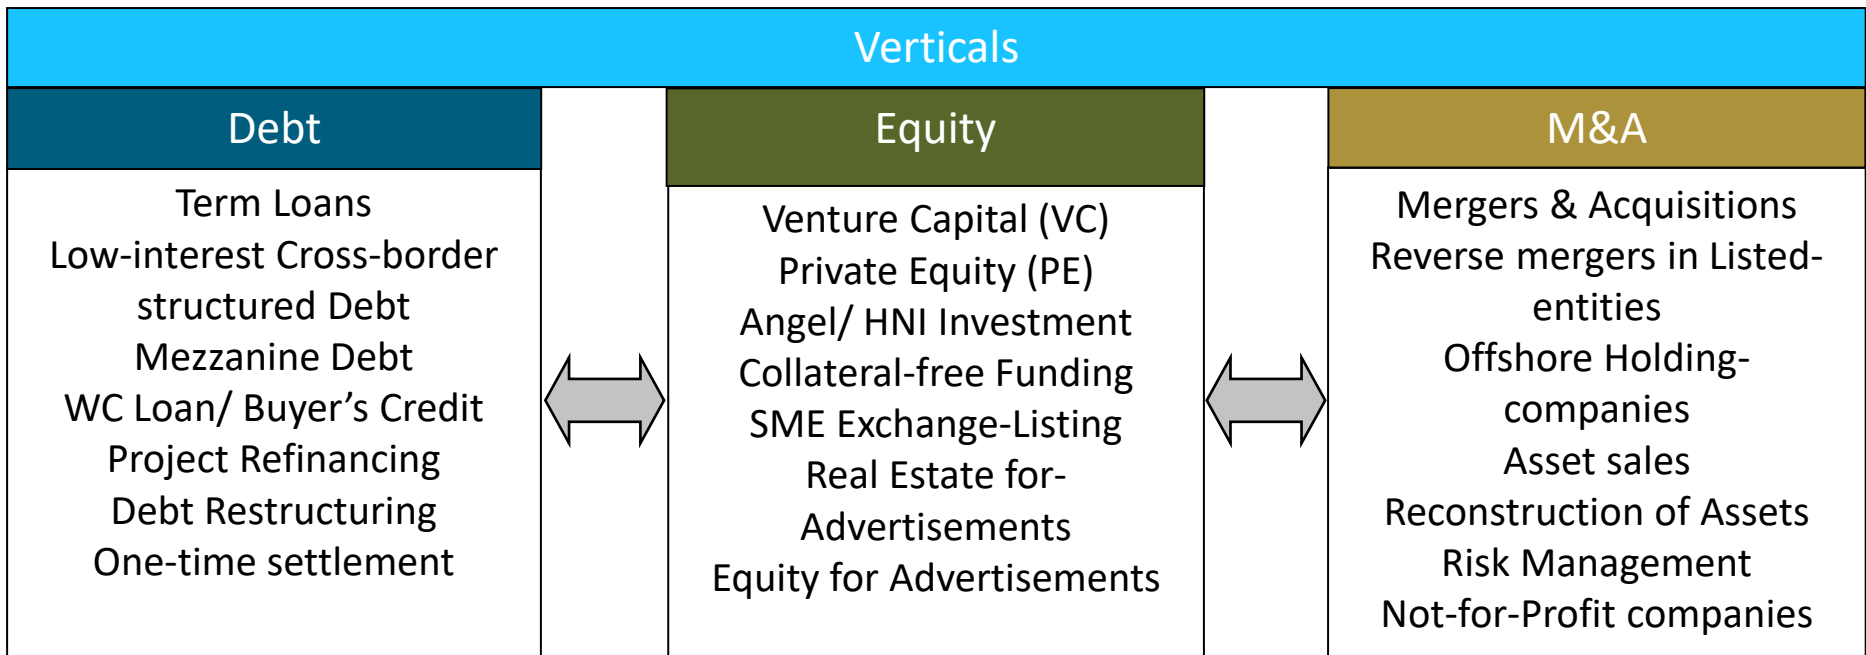 Verticals
Debt
Term Loans
Low-interest Cross-border
structured Debt
Mezzanine Debt
WC Loan/ Buyer’s Credit
Project Refinancing
Debt Restructuring
One-time settlement
Equity
Venture Capital (VC)
Private Equity (PE)
Angel/ HNI Investment
Collateral-free Funding
SME Exchange-Listing
Real Estate for-
Advertisements
Equity for Advertisements
M&A
Mergers & Acquisitions
Reverse mergers in Listed-
entities
Offshore Holding-
companies
Asset sales
Reconstruction of Assets
Risk Management
Not-for-Profit companies